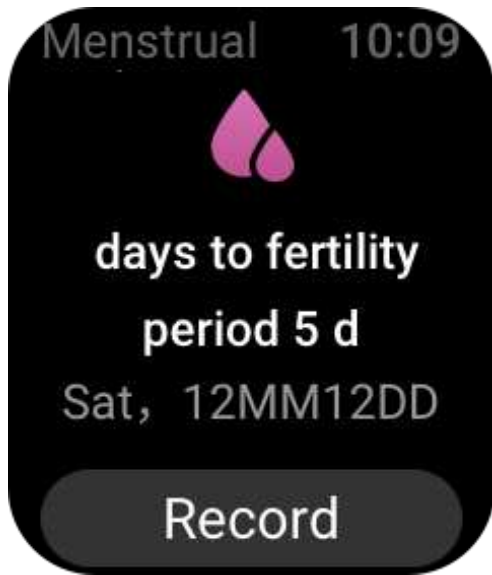 Menstrual 10:09
days to fertility
period 5 d
Sat，12MM12DD
Record